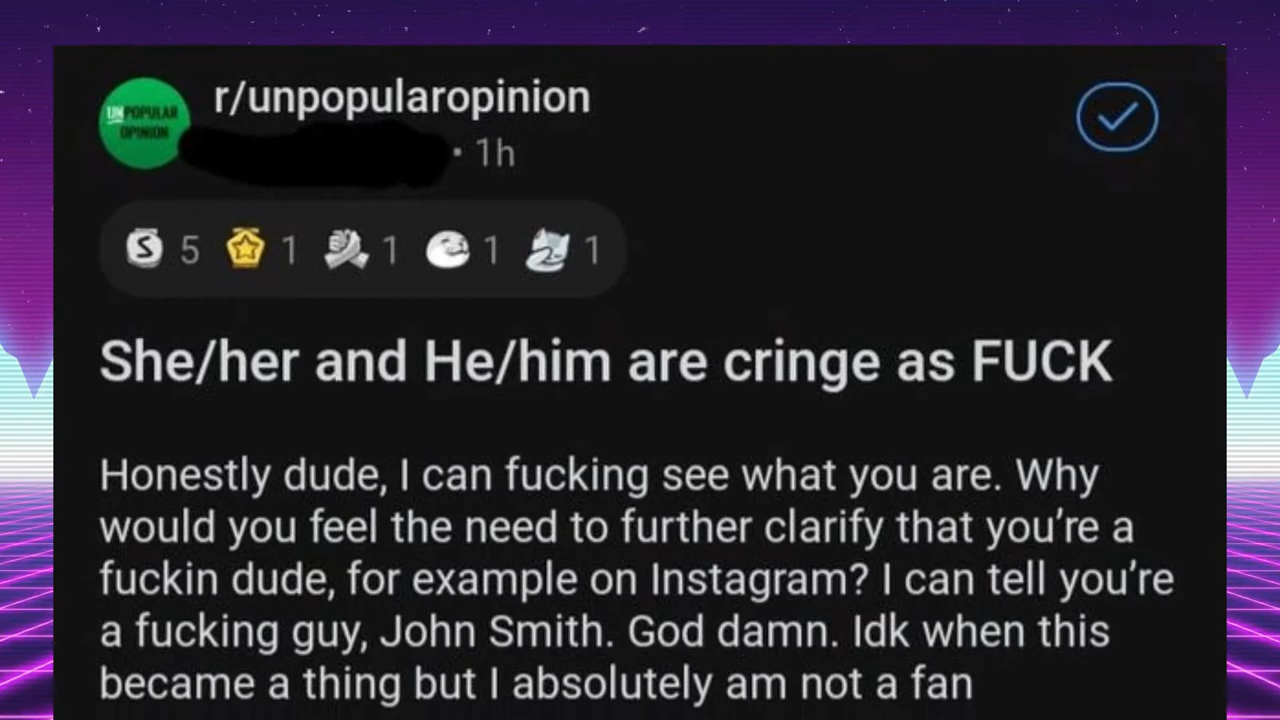 r/unpopularopinion
UNPOPULAR
OPINION
• 1h
5 1 1 1 1
She/her and He/him are cringe as FUCK
Honestly dude, I can fucking see what you are. Why
would you feel the need to further clarify that you're a
fuckin dude, for example on Instagram? I can tell you're
a fucking guy, John Smith. God damn. Idk when this
became a thing but I absolutely am not a fan